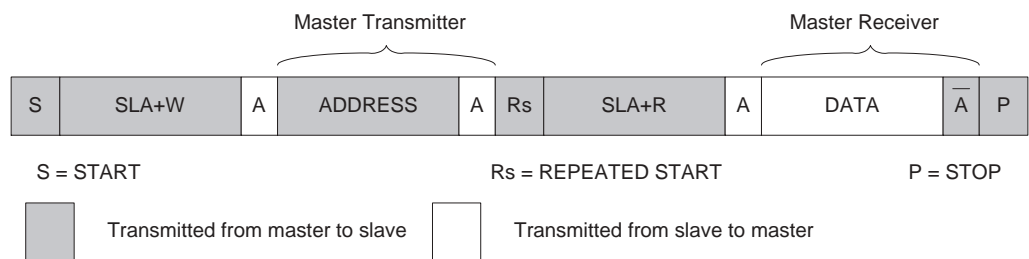 Master Transmitter Master Receiver
S SLA+W A ADDRESS A Rs SLA+R A DATA A̅ P
S = START Rs = REPEATED START P = STOP
Transmitted from master to slave Transmitted from slave to master